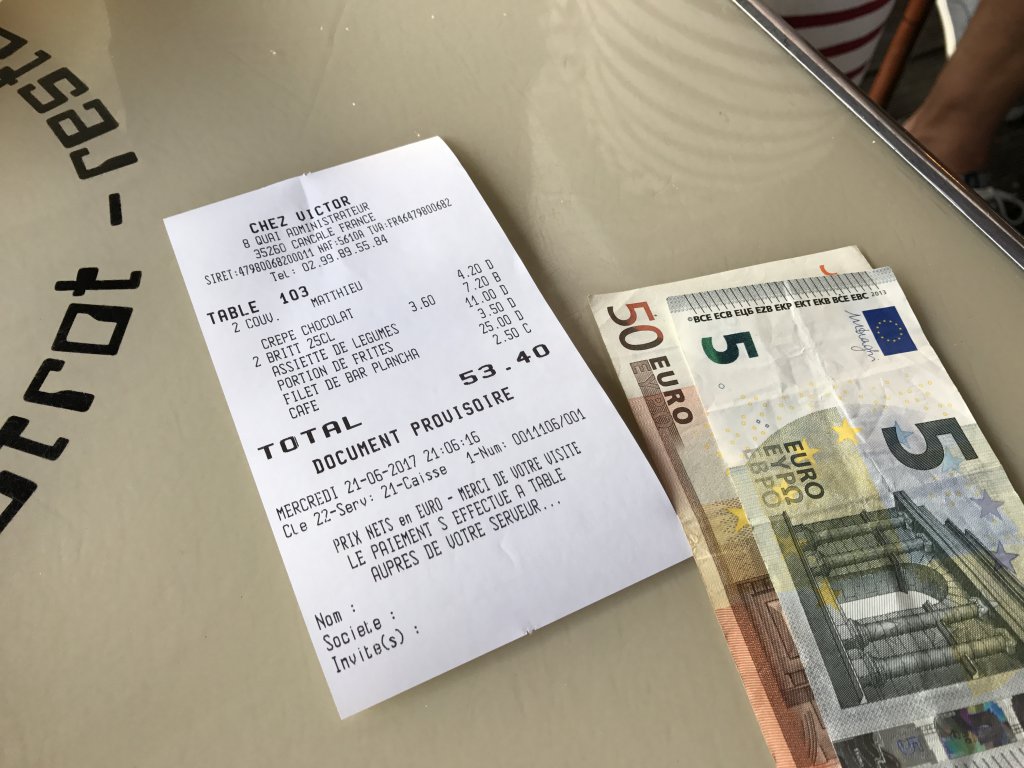 CHEZ VICTOR
8 QUAI ADMINISTRATEUR
35260 CANCALE FRANCE
SIRET:47980068200011 NAF:5610A TVA:FR46479800682
Tel: 02.99.89.55.84
TABLE 103
2 COUV. MATTHIEU
CREPE CHOCOLAT 4.20 D
2 BRITT 25CL 3.60 7.20 B
ASSIETTE DE LEGUMES 11.00 D
PORTION DE FRITES 3.50 D
FILET DE BAR PLANCHA 25.00 D
CAFE 2.50 C
TOTAL 53.40
DOCUMENT PROVISOIRE
MERCREDI 21-06-2017 21:06:16
CLe 22-Serv: 21-Caisse 1-Num: 0011106/001
PRIX NETS en EURO - MERCI DE VOTRE VISITE
LE PAIEMENT S EFFECTUE A TABLE
AUPRES DE VOTRE SERVEUR...
Nom :
Societe :
Invite(s) :
50 EURO
©BCE ECB ЕЦБ EZB EKP EKT EKB BĊE EBC 2013
5
5
EURO
ΕΥΡΩ
ЕВРО